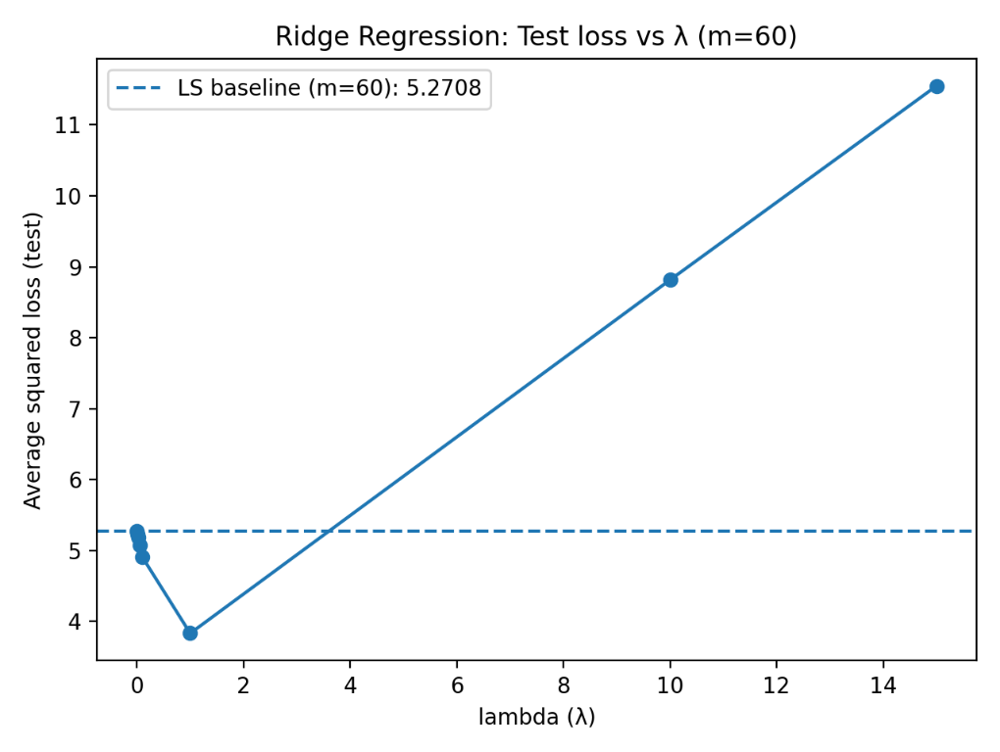 Ridge Regression: Test loss vs λ (m=60)
LS baseline (m=60): 5.2708
Average squared loss (test)
11
10
9
8
7
6
5
4
0 2 4 6 8 10 12 14
lambda (λ)